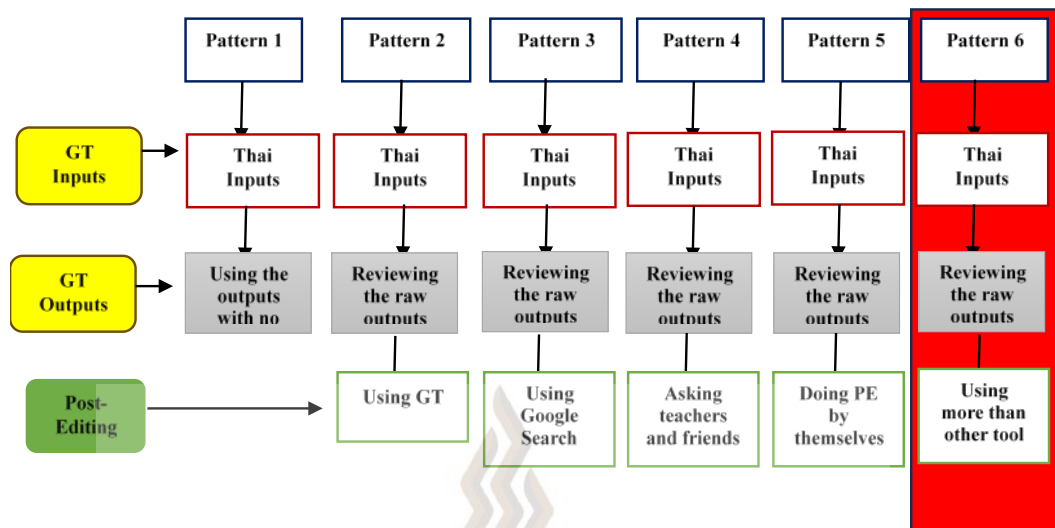 Pattern 1
Pattern 2
Pattern 3
Pattern 4
Pattern 5
Pattern 6
GT
Inputs
Thai
Inputs
Thai
Inputs
Thai
Inputs
Thai
Inputs
Thai
Inputs
Thai
Inputs
GT
Outputs
Using the
outputs
with no
Reviewing
the raw
outputs
Reviewing
the raw
outputs
Reviewing
the raw
outputs
Reviewing
the raw
outputs
Reviewing
the raw
outputs
Post-
Editing
Using GT
Using
Google
Search
Asking
teachers
and friends
Doing PE
by
themselves
Using
more than
other tool